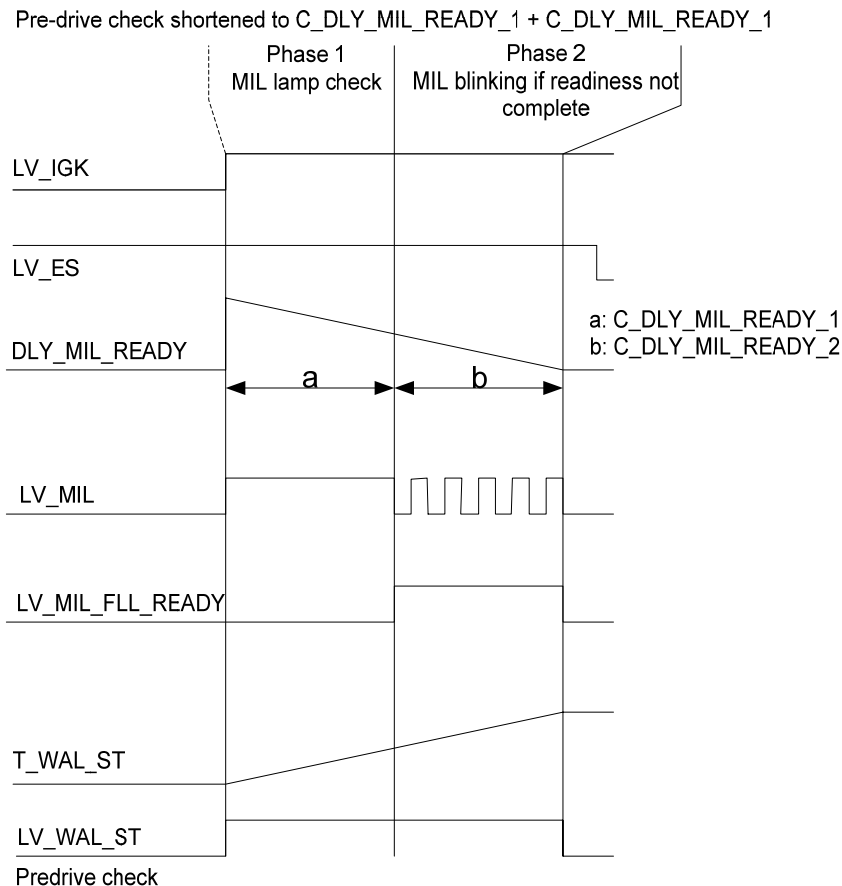 Pre-drive check shortened to C_DLY_MIL_READY_1 + C_DLY_MIL_READY_1
Phase 1
MIL lamp check
Phase 2
MIL blinking if readiness not
complete
LV_IGK
LV_ES
DLY_MIL_READY
a: C_DLY_MIL_READY_1
b: C_DLY_MIL_READY_2
a
b
LV_MIL
LV_MIL_FLL_READY
T_WAL_ST
LV_WAL_ST
Predrive check